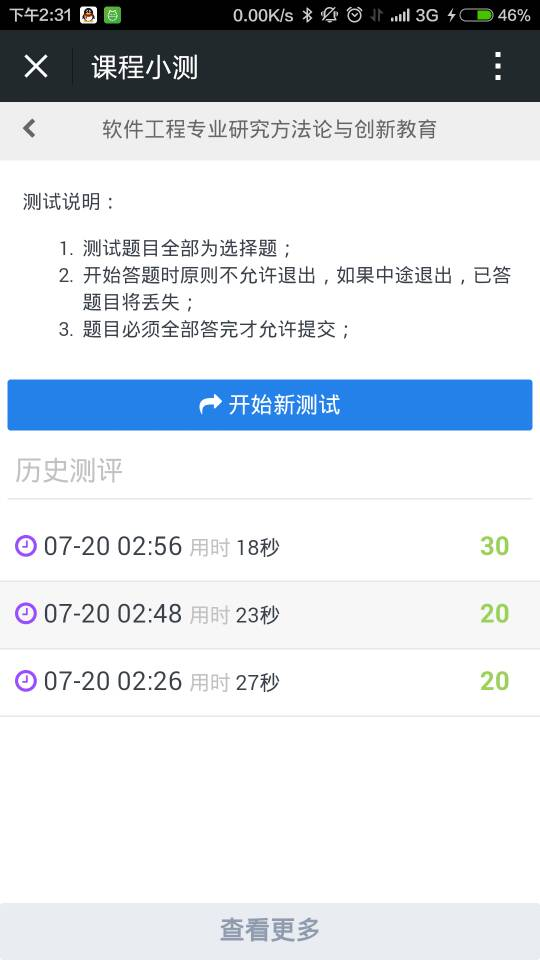 下午2:31 0.00K/s 3G 46%
课程小测
软件工程专业研究方法论与创新教育
测试说明：
1. 测试题目全部为选择题；
2. 开始答题时原则不允许退出，如果中途退出，已答
题目将丢失；
3. 题目必须全部答完才允许提交；
开始新测试
历史测评
07-20 02:56 用时 18秒 30
07-20 02:48 用时 23秒 20
07-20 02:26 用时 27秒 20
查看更多